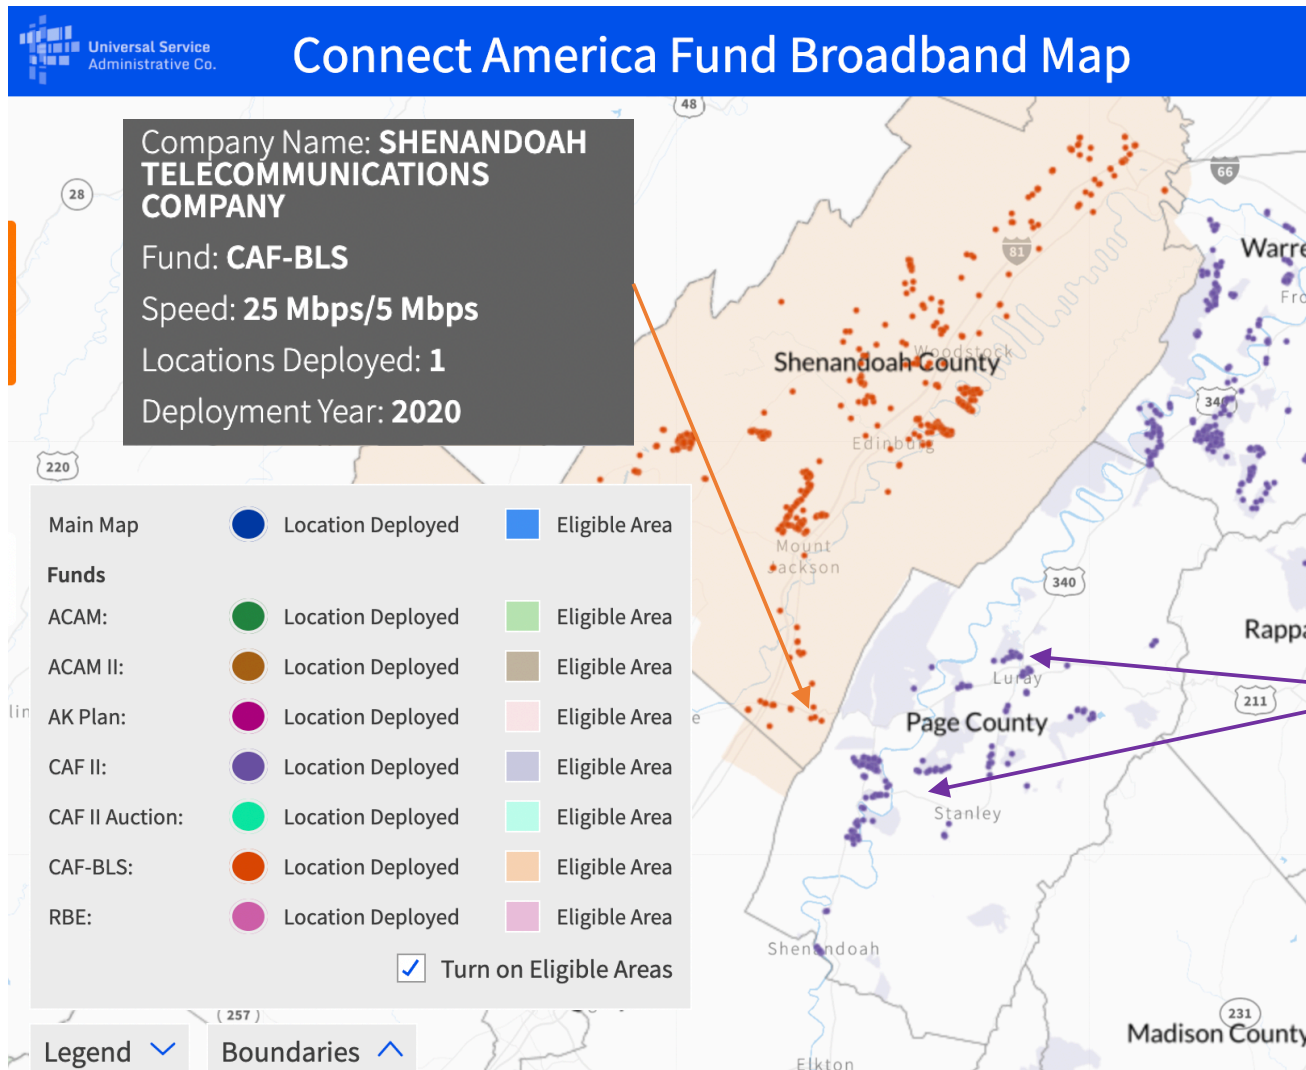 Universal Service
Administrative Co.
Connect America Fund Broadband Map
48
28
66
Company Name: SHENANDOAH
TELECOMMUNICATIONS
COMPANY
Fund: CAF-BLS
Speed: 25 Mbps/5 Mbps
Locations Deployed: 1
Deployment Year: 2020
81
Warre
Fro
Woodstock
Shenandoah County
340
Edinburg
220
Main Map Location Deployed Eligible Area
Funds
ACAM: Location Deployed Eligible Area
ACAM II: Location Deployed Eligible Area
AK Plan: Location Deployed Eligible Area
CAF II: Location Deployed Eligible Area
CAF II Auction: Location Deployed Eligible Area
CAF-BLS: Location Deployed Eligible Area
RBE: Location Deployed Eligible Area
Turn on Eligible Areas
Mount
Jackson
340
Rappa
Luray
211
lin
e
Page County
Stanley
Shenandoah
257
231
Madison County
Legend
Boundaries
Elkton